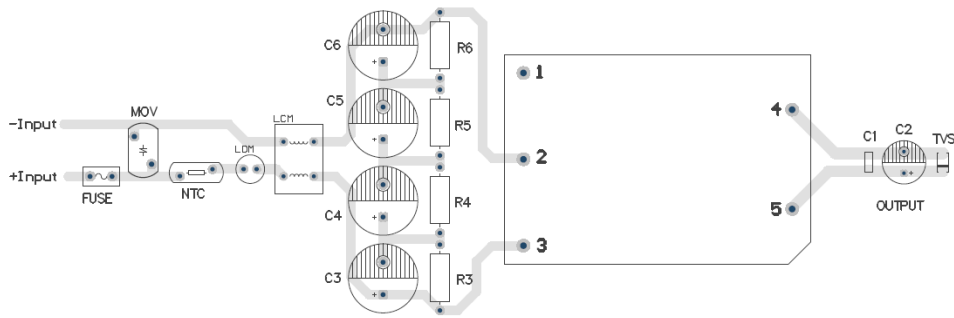 C6
R6
1
C5
4
MOV
LCM
-Input
R5
C1
C2
TVS
LDM
2
+Input
FUSE
NTC
R4
C4
5
OUTPUT
3
C3
R3
+
+
+
+
+